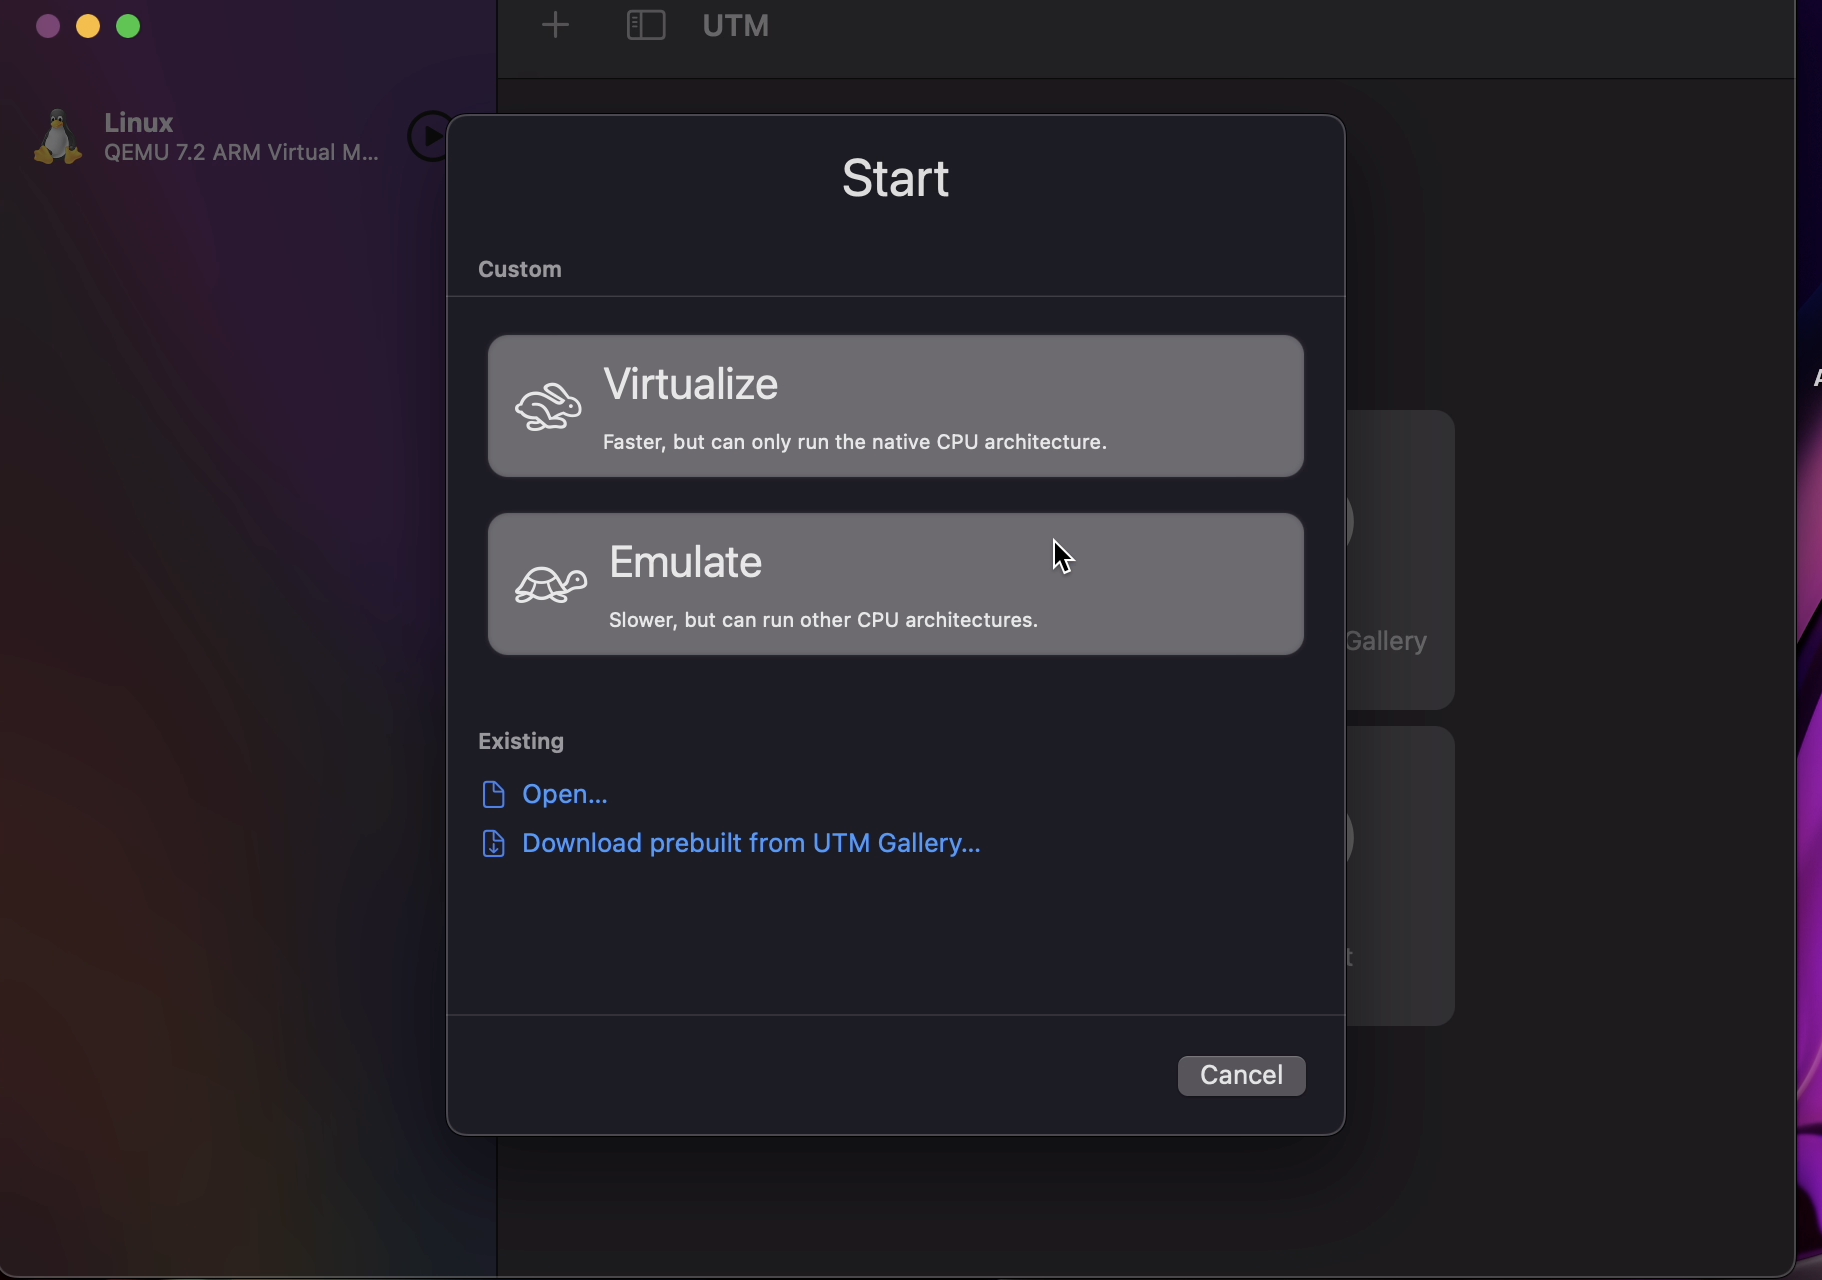 UTM
Linux
QEMU 7.2 ARM Virtual M...
Start
Custom
Virtualize
Faster, but can only run the native CPU architecture.
Emulate
Slower, but can run other CPU architectures.
Gallery
Existing
Open...
Download prebuilt from UTM Gallery...
Cancel